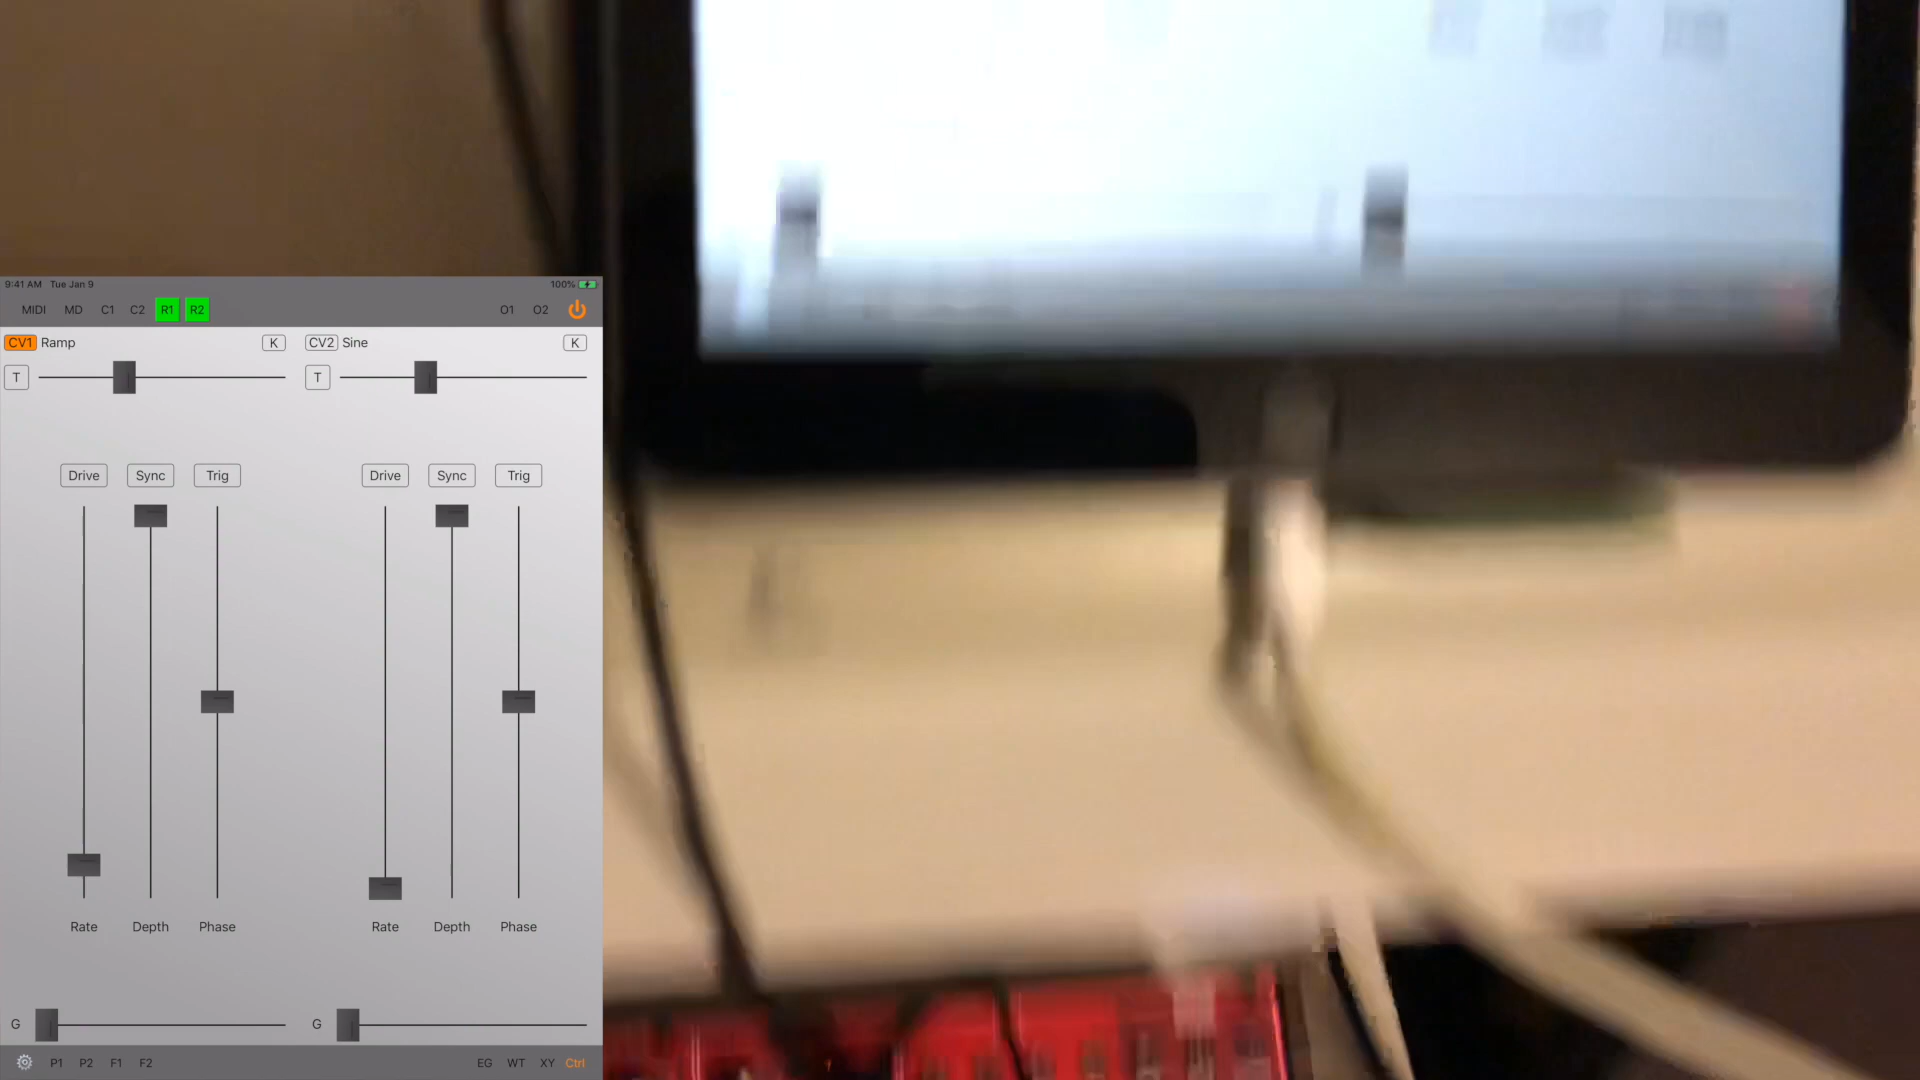 9:41 AM Tue Jan 9 100%
MIDI MD C1 C2 R1 R2 O1 O2
CV1 Ramp K CV2 Sine K
T T
Drive Sync Trig Drive Sync Trig
Rate Depth Phase Rate Depth Phase
G G
P1 P2 F1 F2 EG WT XY Ctrl